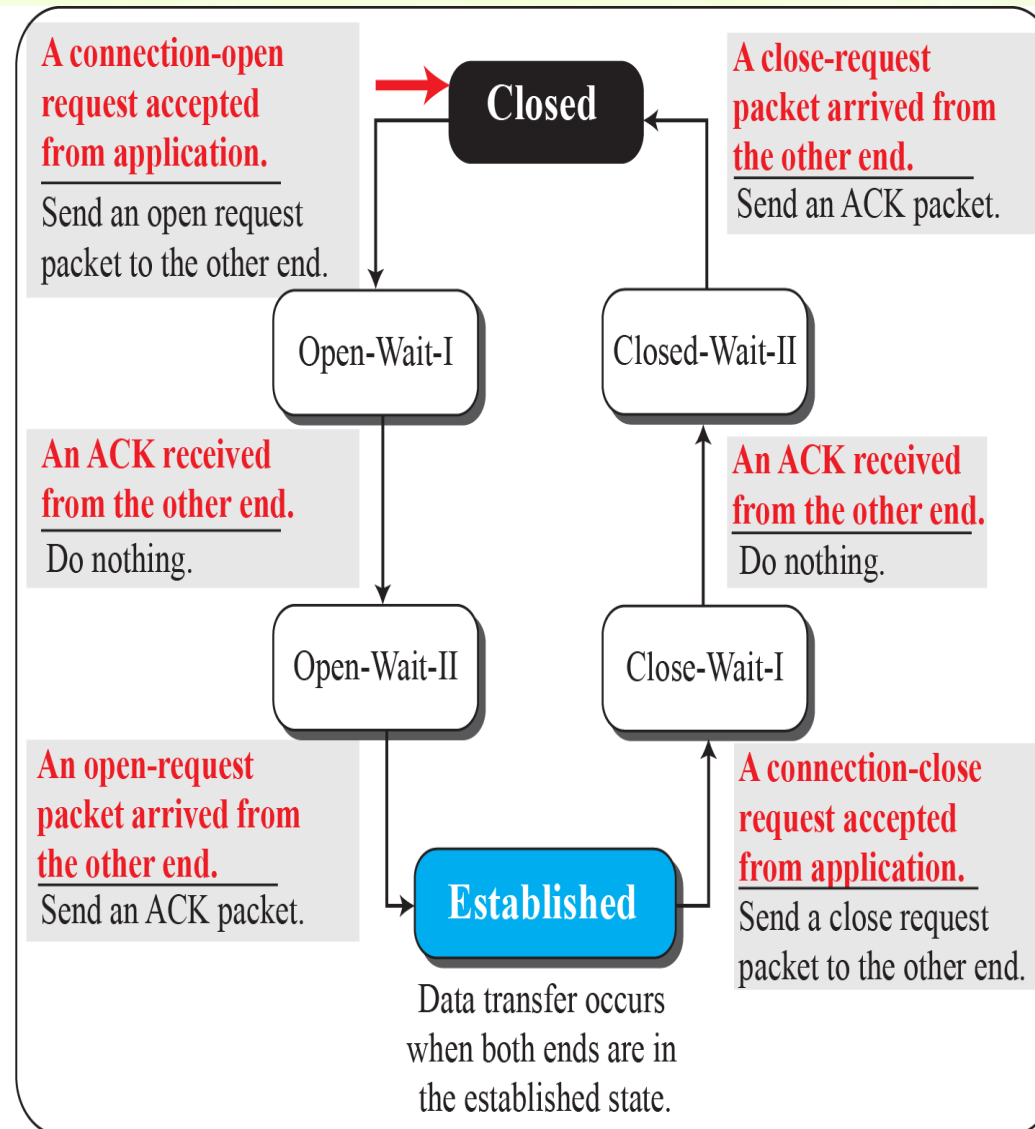 A connection-open
request accepted
from application.
Send an open request
packet to the other end.
Closed
A close-request
packet arrived from
the other end.
Send an ACK packet.
Open-Wait-I
Closed-Wait-II
An ACK received
from the other end.
Do nothing.
An ACK received
from the other end.
Do nothing.
Open-Wait-II
Close-Wait-I
An open-request
packet arrived from
the other end.
Send an ACK packet.
Established
A connection-close
request accepted
from application.
Send a close request
packet to the other end.
Data transfer occurs
when both ends are in
the established state.